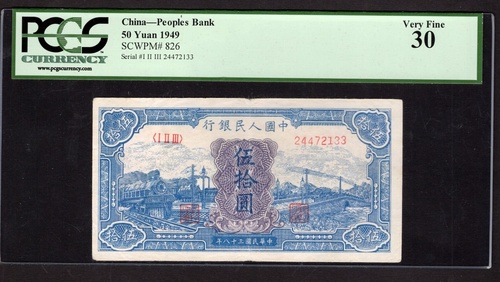 PCGS
CURRENCY
www.pcgscurrency.com
China—Peoples Bank
50 Yuan 1949
SCWPM# 826
Serial #I II III 24472133
Very Fine
30
拾伍
行銀民人國中
伍拾
〈I II III〉
24472133
伍拾圓
拾伍
年八十三國民華中
拾伍